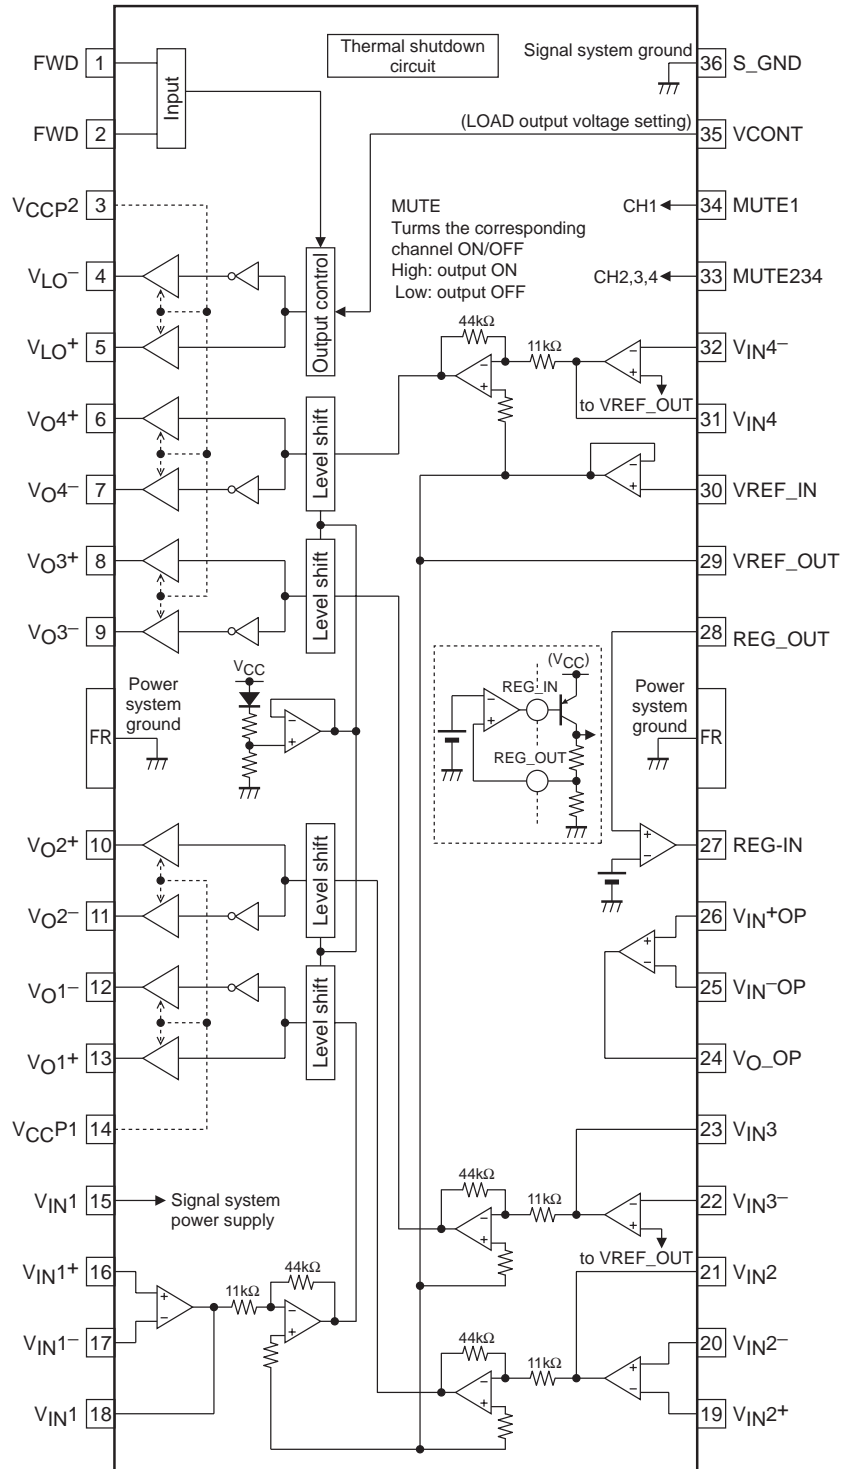 FWD 1
FWD 2
VCCP2 3
VLO− 4
VLO+ 5
VO4+ 6
VO4− 7
VO3+ 8
VO3− 9
FR
VO2+ 10
VO2− 11
VO1− 12
VO1+ 13
VCCP1 14
VIN1 15
VIN1+ 16
VIN1− 17
VIN1 18
Input
Thermal shutdown
circuit
Signal system ground
(LOAD output voltage setting)
MUTE
Turms the corresponding
channel ON/OFF
High: output ON
Low: output OFF
CH1
CH2,3,4
Output control
44kΩ
11kΩ
− +
− +
to VREF_OUT
Level shift
− +
Level shift
Power
system
ground
VCC
− +
REG_IN
(VCC)
− +
REG_OUT
Power
system
ground
+ −
Level shift
+ −
Level shift
Signal system
power supply
44kΩ
11kΩ
− +
− +
to VREF_OUT
+ −
11kΩ
44kΩ
− +
44kΩ
11kΩ
− +
+ −
36 S_GND
35 VCONT
34 MUTE1
33 MUTE234
32 VIN4−
31 VIN4
30 VREF_IN
29 VREF_OUT
28 REG_OUT
FR
27 REG-IN
26 VIN+OP
25 VIN−OP
24 VO_OP
23 VIN3
22 VIN3−
21 VIN2
20 VIN2−
19 VIN2+